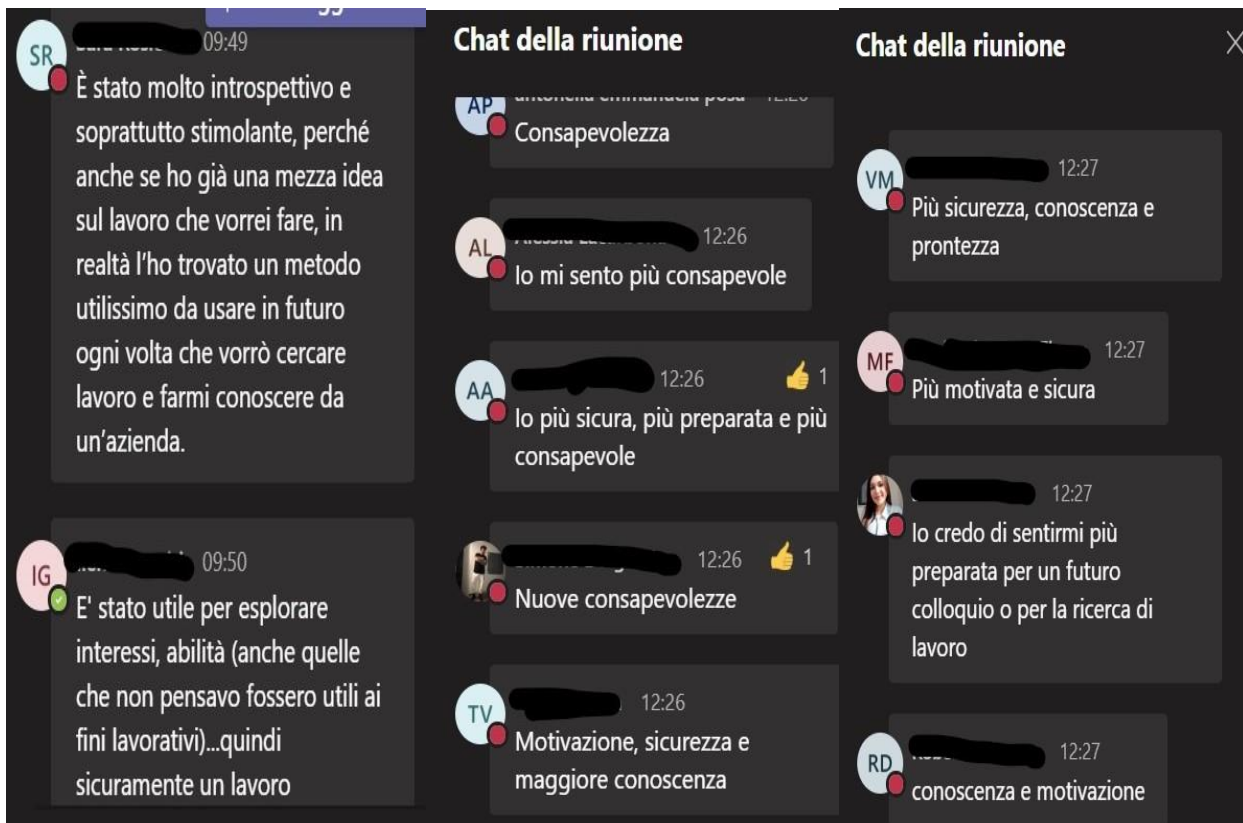 SR
09:49
È stato molto introspettivo e
soprattutto stimolante, perché
anche se ho già una mezza idea
sul lavoro che vorrei fare, in
realtà l'ho trovato un metodo
utilissimo da usare in futuro
ogni volta che vorrò cercare
lavoro e farmi conoscere da
un'azienda.
IG
09:50
E' stato utile per esplorare
interessi, abilità (anche quelle
che non pensavo fossero utili ai
fini lavorativi)...quindi
sicuramente un lavoro
Chat della riunione
AP
Consapevolezza
AL
12:26
Io mi sento più consapevole
AA
12:26 👍 1
Io più sicura, più preparata e più
consapevole
12:26 👍 1
Nuove consapevolezze
TV
12:26
Motivazione, sicurezza e
maggiore conoscenza
Chat della riunione
VM
12:27
Più sicurezza, conoscenza e
prontezza
MF
12:27
Più motivata e sicura
12:27
Io credo di sentirmi più
preparata per un futuro
colloquio o per la ricerca di
lavoro
RD
12:27
conoscenza e motivazione